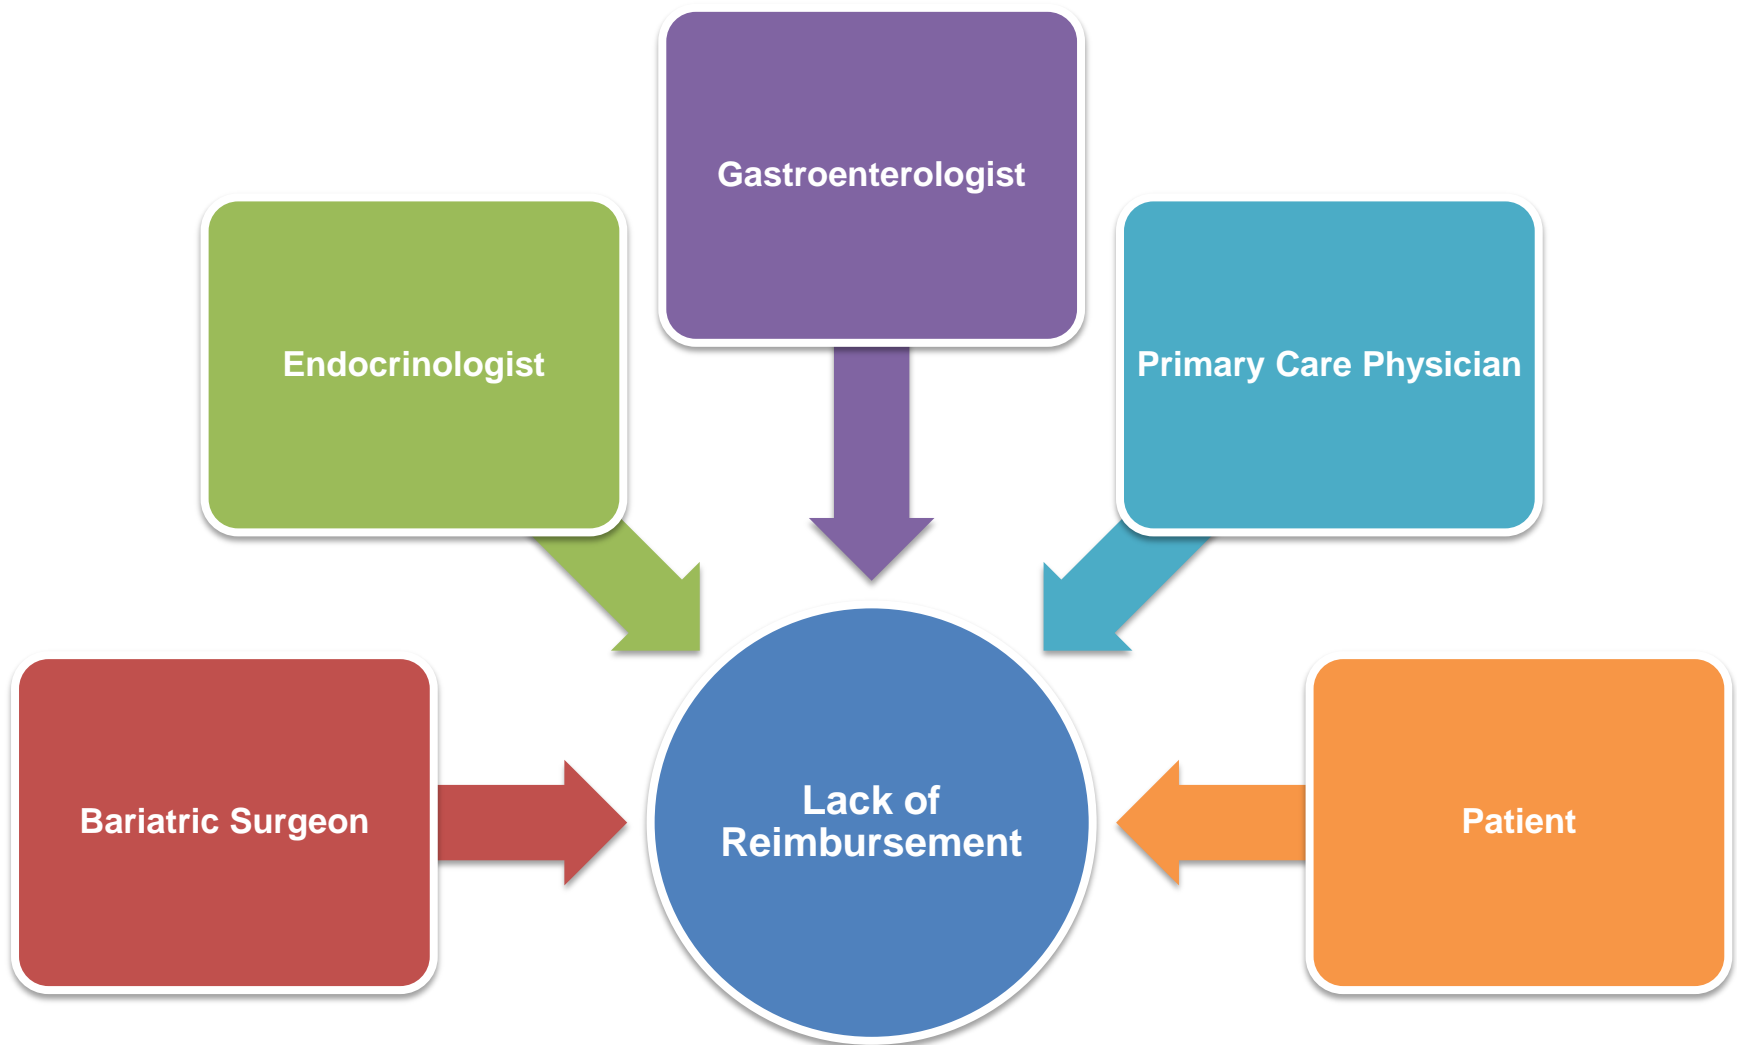 Gastroenterologist
Endocrinologist
Primary Care Physician
Bariatric Surgeon
Lack of
Reimbursement
Patient